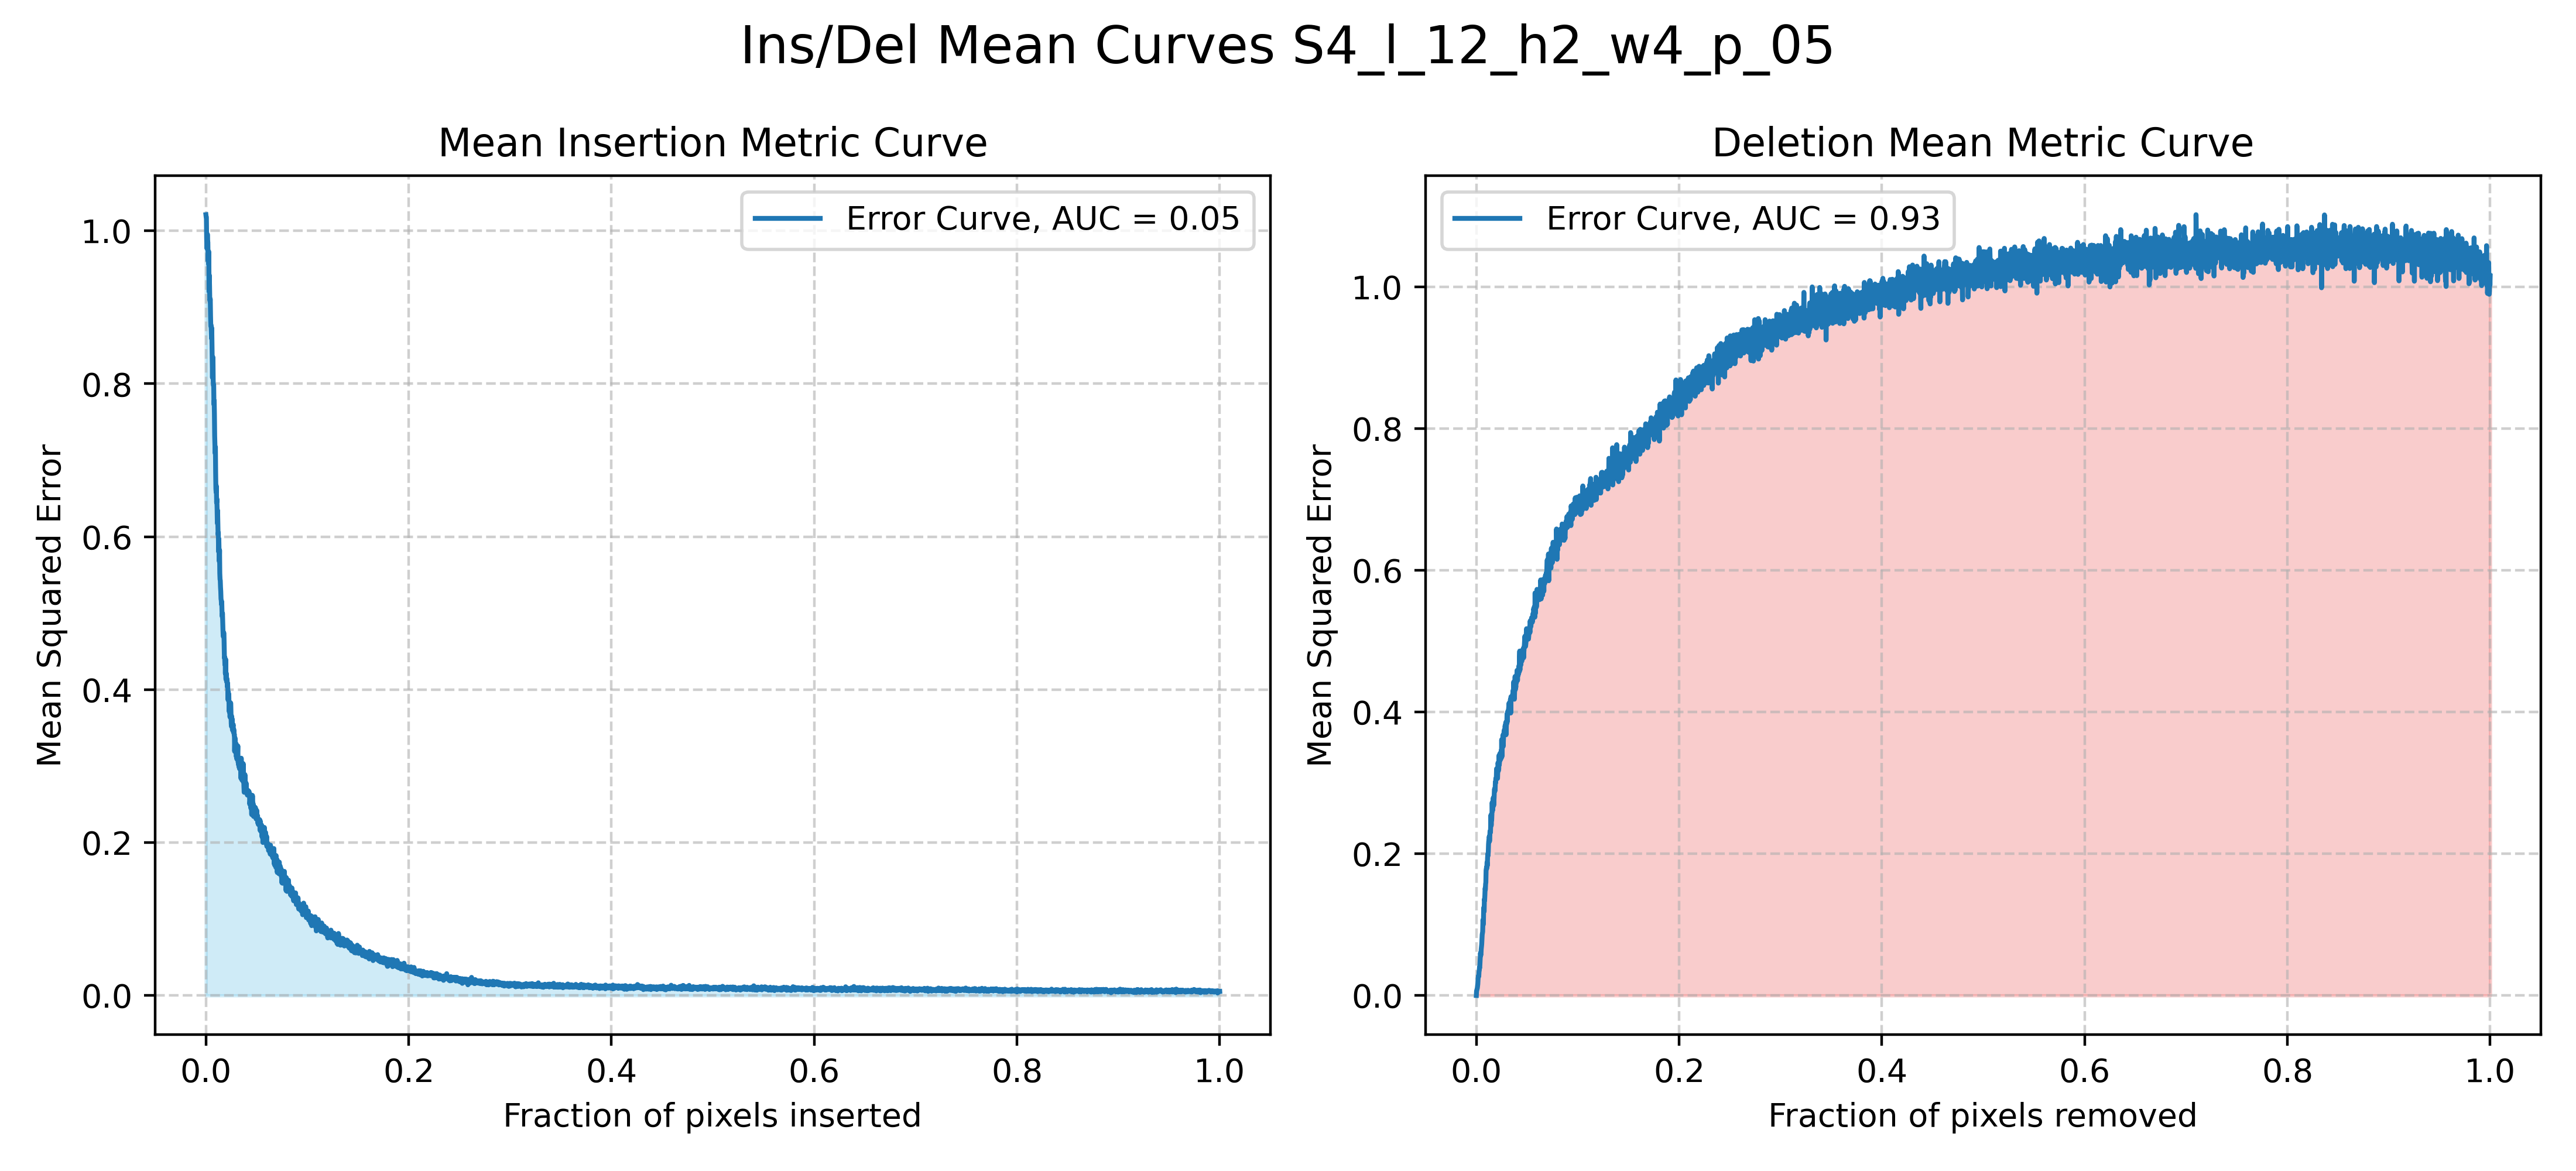 Ins/Del Mean Curves S4_l_12_h2_w4_p_05
Mean Insertion Metric Curve
Error Curve, AUC = 0.05
Mean Squared Error
1.0
0.8
0.6
0.4
0.2
0.0
0.0 0.2 0.4 0.6 0.8 1.0
Fraction of pixels inserted
Deletion Mean Metric Curve
Error Curve, AUC = 0.93
Mean Squared Error
1.0
0.8
0.6
0.4
0.2
0.0
0.0 0.2 0.4 0.6 0.8 1.0
Fraction of pixels removed